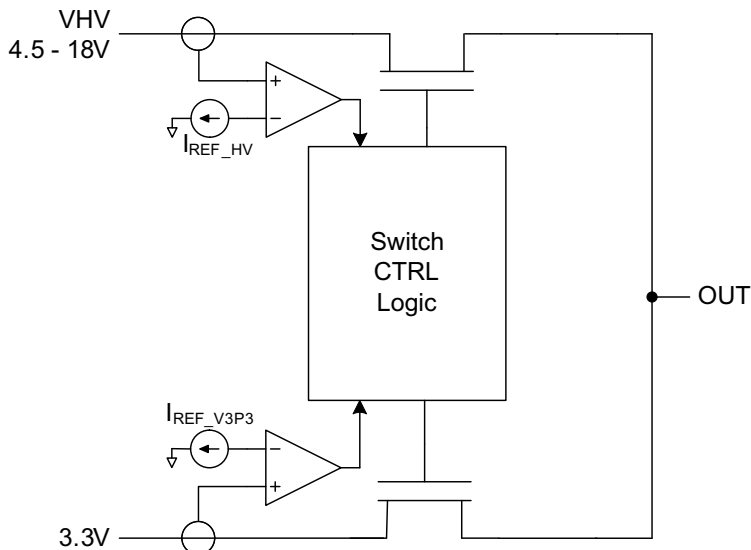 VHV
4.5 - 18V
+
−
I_REF_HV
Switch
CTRL
Logic
OUT
I_REF_V3P3
−
+
3.3V